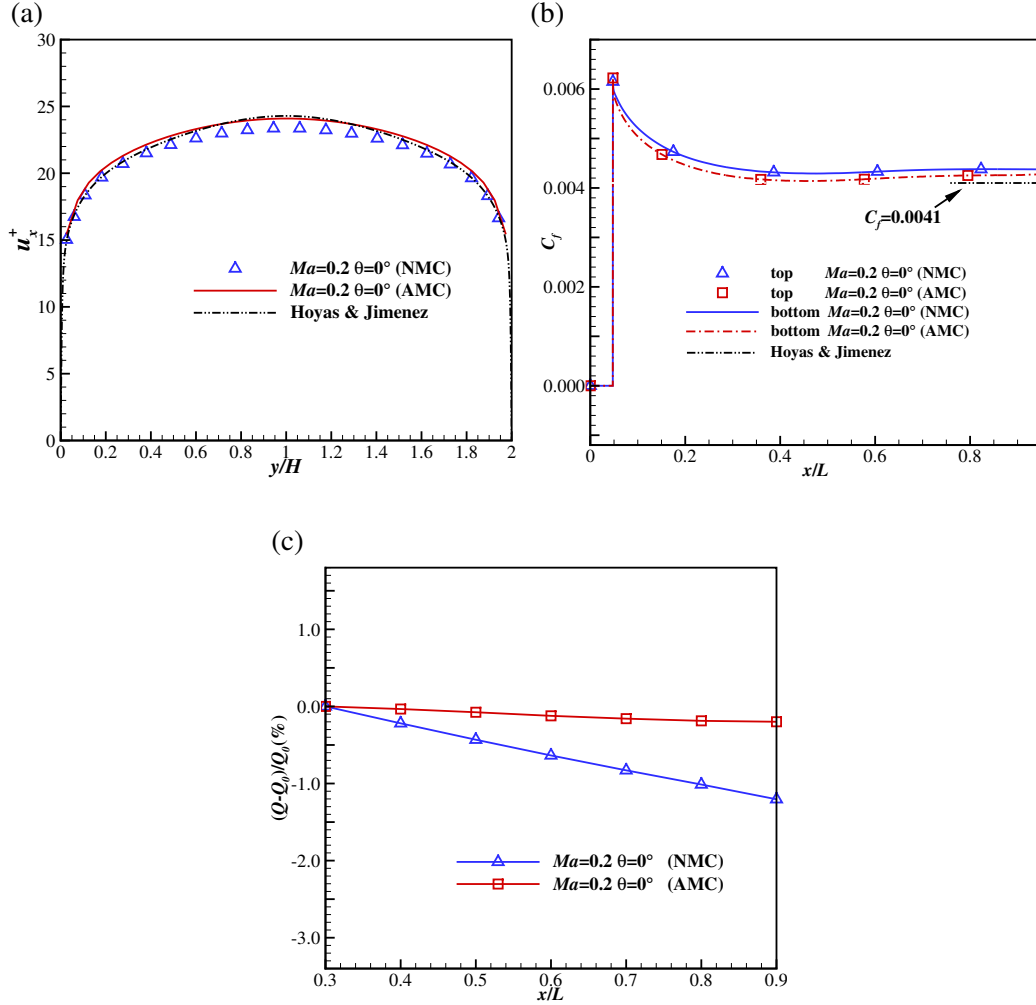 (a)
30
25
20
15
10
5
0
u_x^+
0 0.2 0.4 0.6 0.8 1 1.2 1.4 1.6 1.8 2
y/H
Ma=0.2 θ=0° (NMC)
Ma=0.2 θ=0° (AMC)
Hoyas & Jimenez
(b)
0.006
0.004
0.002
0.000
C_f
C_f=0.0041
top Ma=0.2 θ=0° (NMC)
top Ma=0.2 θ=0° (AMC)
bottom Ma=0.2 θ=0° (NMC)
bottom Ma=0.2 θ=0° (AMC)
Hoyas & Jimenez
0 0.2 0.4 0.6 0.8
x/L
(c)
1.0
0.0
-1.0
-2.0
-3.0
(Q-Q_0)/Q_0(%)
Ma=0.2 θ=0° (NMC)
Ma=0.2 θ=0° (AMC)
0.3 0.4 0.5 0.6 0.7 0.8 0.9
x/L